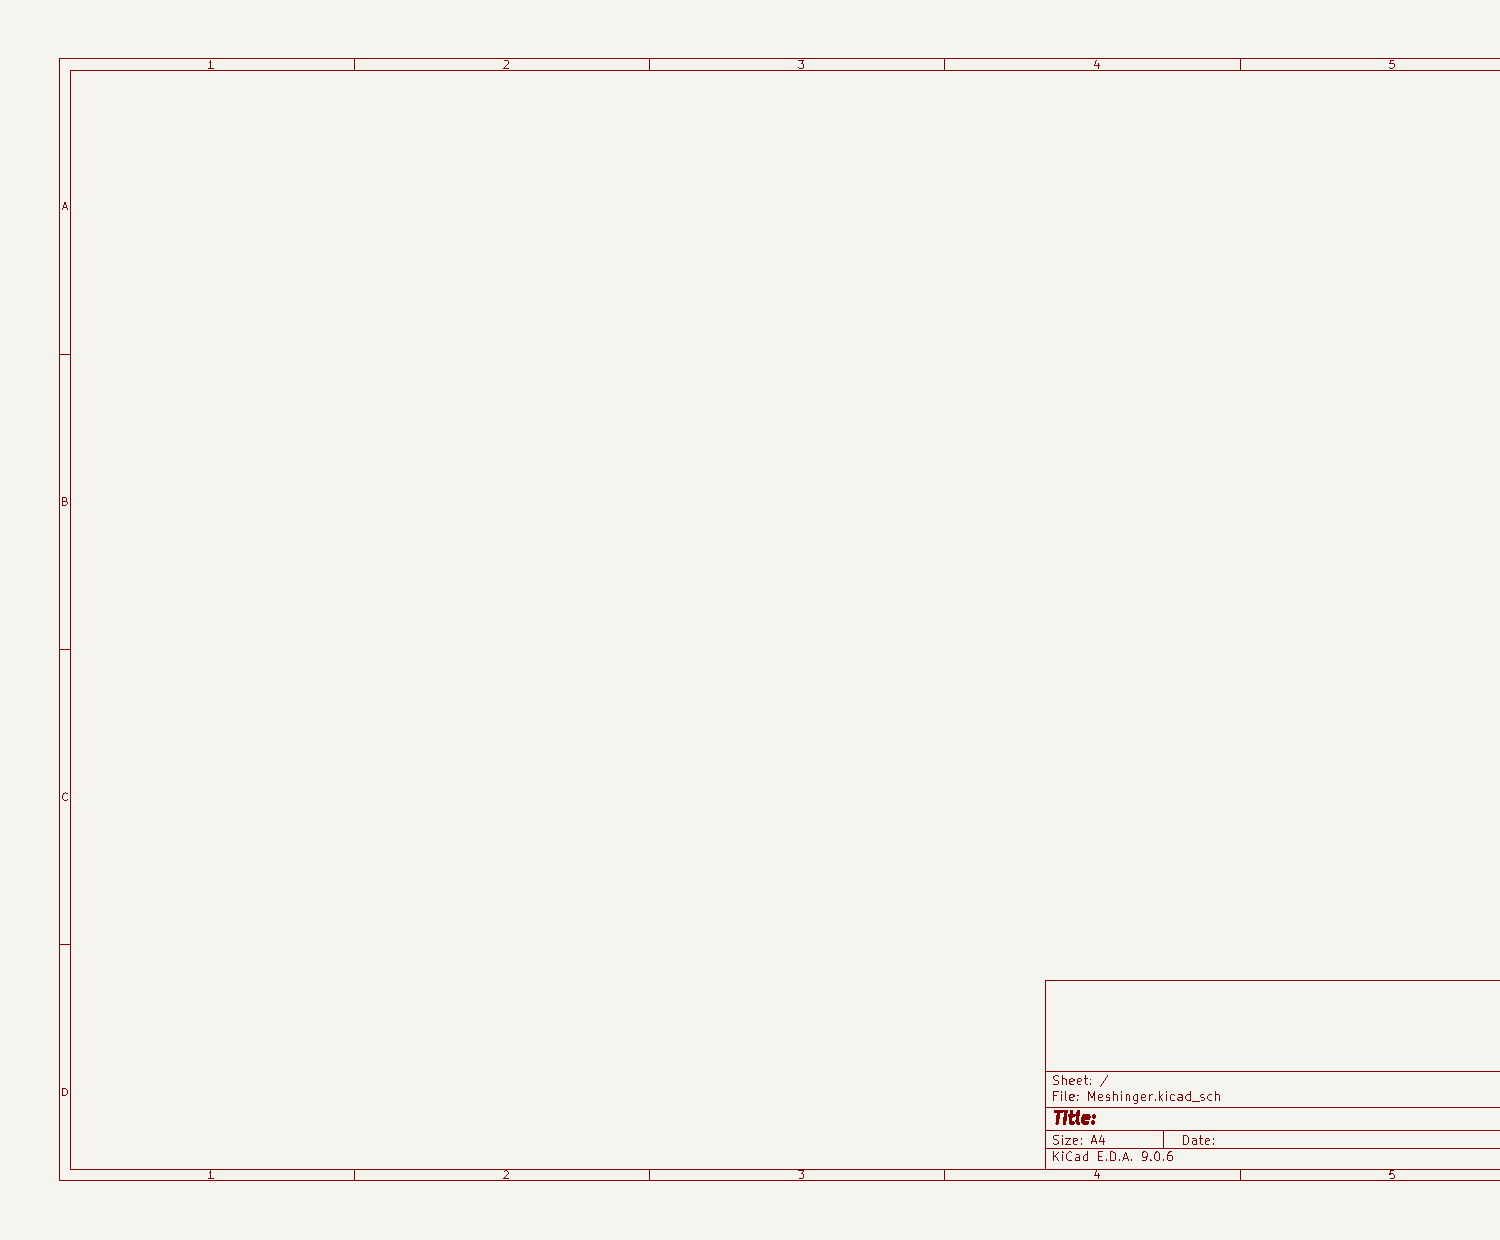 1 2 3 4 5
A
B
C
D
Sheet: /
File: Meshinger.kicad_sch
Title:
Size: A4 Date:
KiCad E.D.A. 9.0.6
1 2 3 4 5